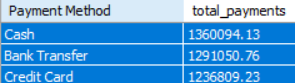 Payment Method total_payments
Cash 1360094.13
Bank Transfer 1291050.76
Credit Card 1236809.23